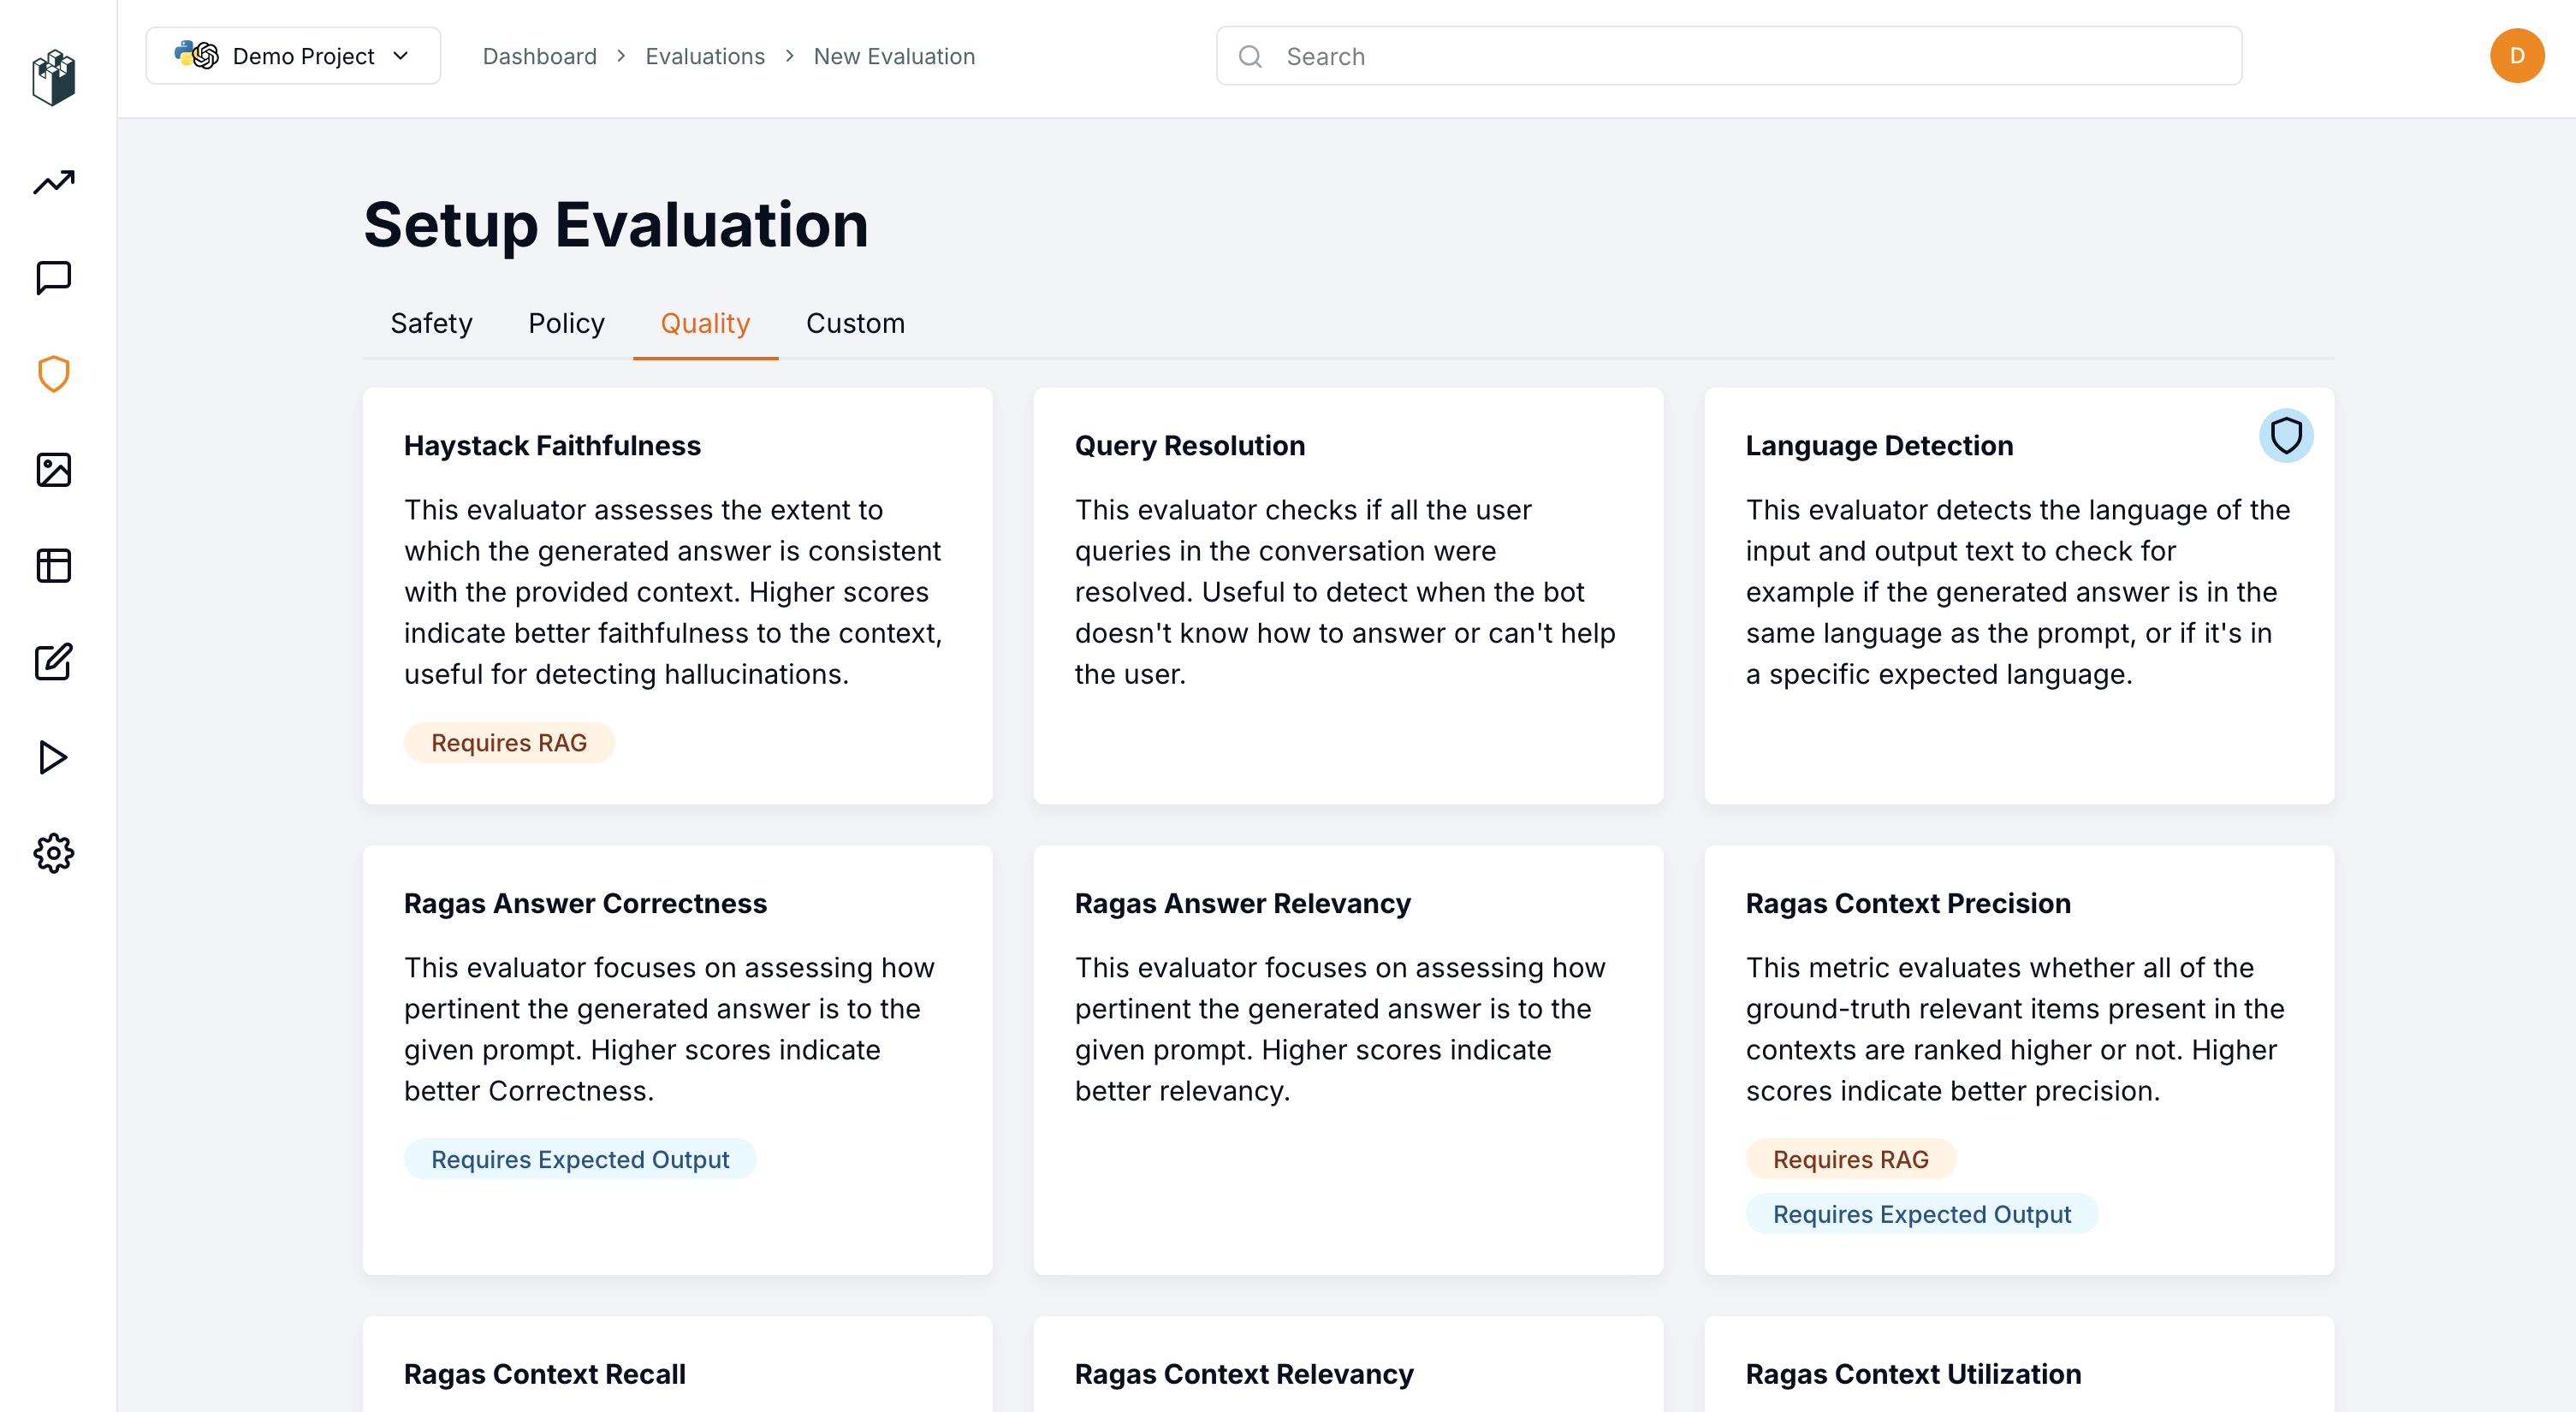 Demo Project
Dashboard > Evaluations > New Evaluation
Search
D
Setup Evaluation
Safety
Policy
Quality
Custom
Haystack Faithfulness
This evaluator assesses the extent to
which the generated answer is consistent
with the provided context. Higher scores
indicate better faithfulness to the context,
useful for detecting hallucinations.
Requires RAG
Query Resolution
This evaluator checks if all the user
queries in the conversation were
resolved. Useful to detect when the bot
doesn't know how to answer or can't help
the user.
Language Detection
This evaluator detects the language of the
input and output text to check for
example if the generated answer is in the
same language as the prompt, or if it's in
a specific expected language.
Ragas Answer Correctness
This evaluator focuses on assessing how
pertinent the generated answer is to the
given prompt. Higher scores indicate
better Correctness.
Requires Expected Output
Ragas Answer Relevancy
This evaluator focuses on assessing how
pertinent the generated answer is to the
given prompt. Higher scores indicate
better relevancy.
Ragas Context Precision
This metric evaluates whether all of the
ground-truth relevant items present in the
contexts are ranked higher or not. Higher
scores indicate better precision.
Requires RAG
Requires Expected Output
Ragas Context Recall
Ragas Context Relevancy
Ragas Context Utilization